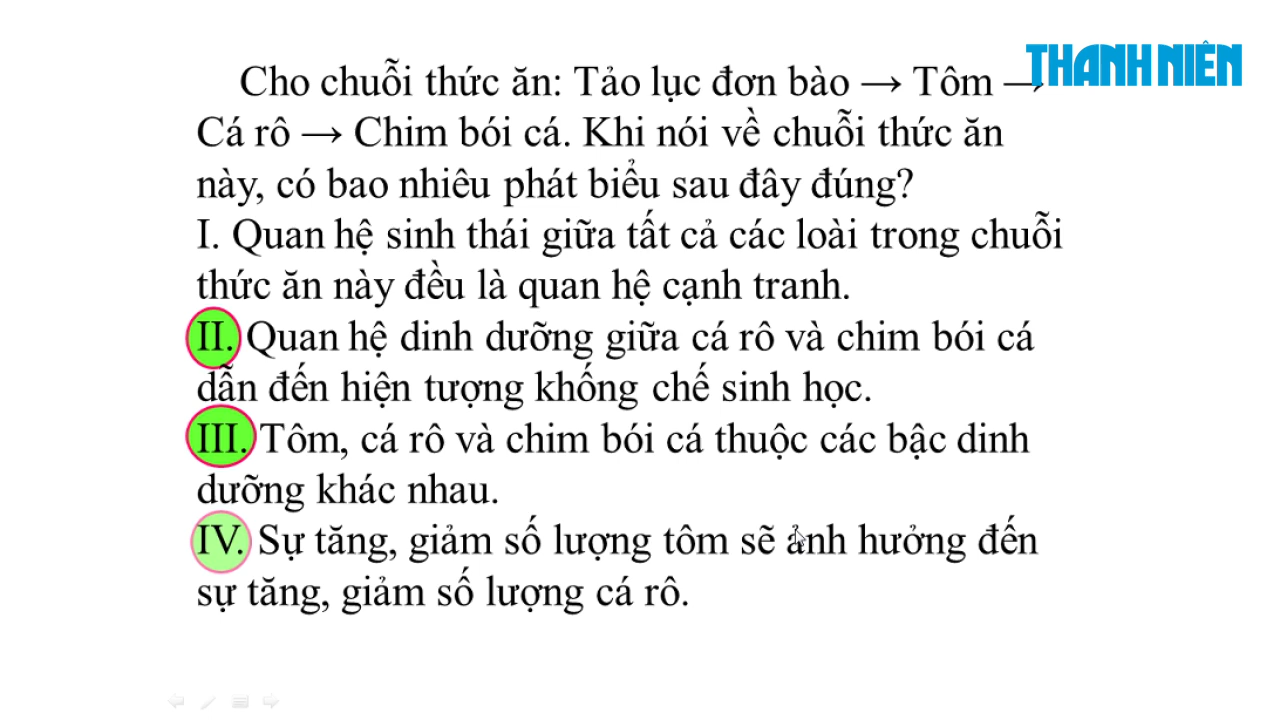 THANH NIÊN
Cho chuỗi thức ăn: Tảo lục đơn bào → Tôm →
Cá rô → Chim bói cá. Khi nói về chuỗi thức ăn
này, có bao nhiêu phát biểu sau đây đúng?
I. Quan hệ sinh thái giữa tất cả các loài trong chuỗi
thức ăn này đều là quan hệ cạnh tranh.
II. Quan hệ dinh dưỡng giữa cá rô và chim bói cá
dẫn đến hiện tượng khống chế sinh học.
III. Tôm, cá rô và chim bói cá thuộc các bậc dinh
dưỡng khác nhau.
IV. Sự tăng, giảm số lượng tôm sẽ ảnh hưởng đến
sự tăng, giảm số lượng cá rô.